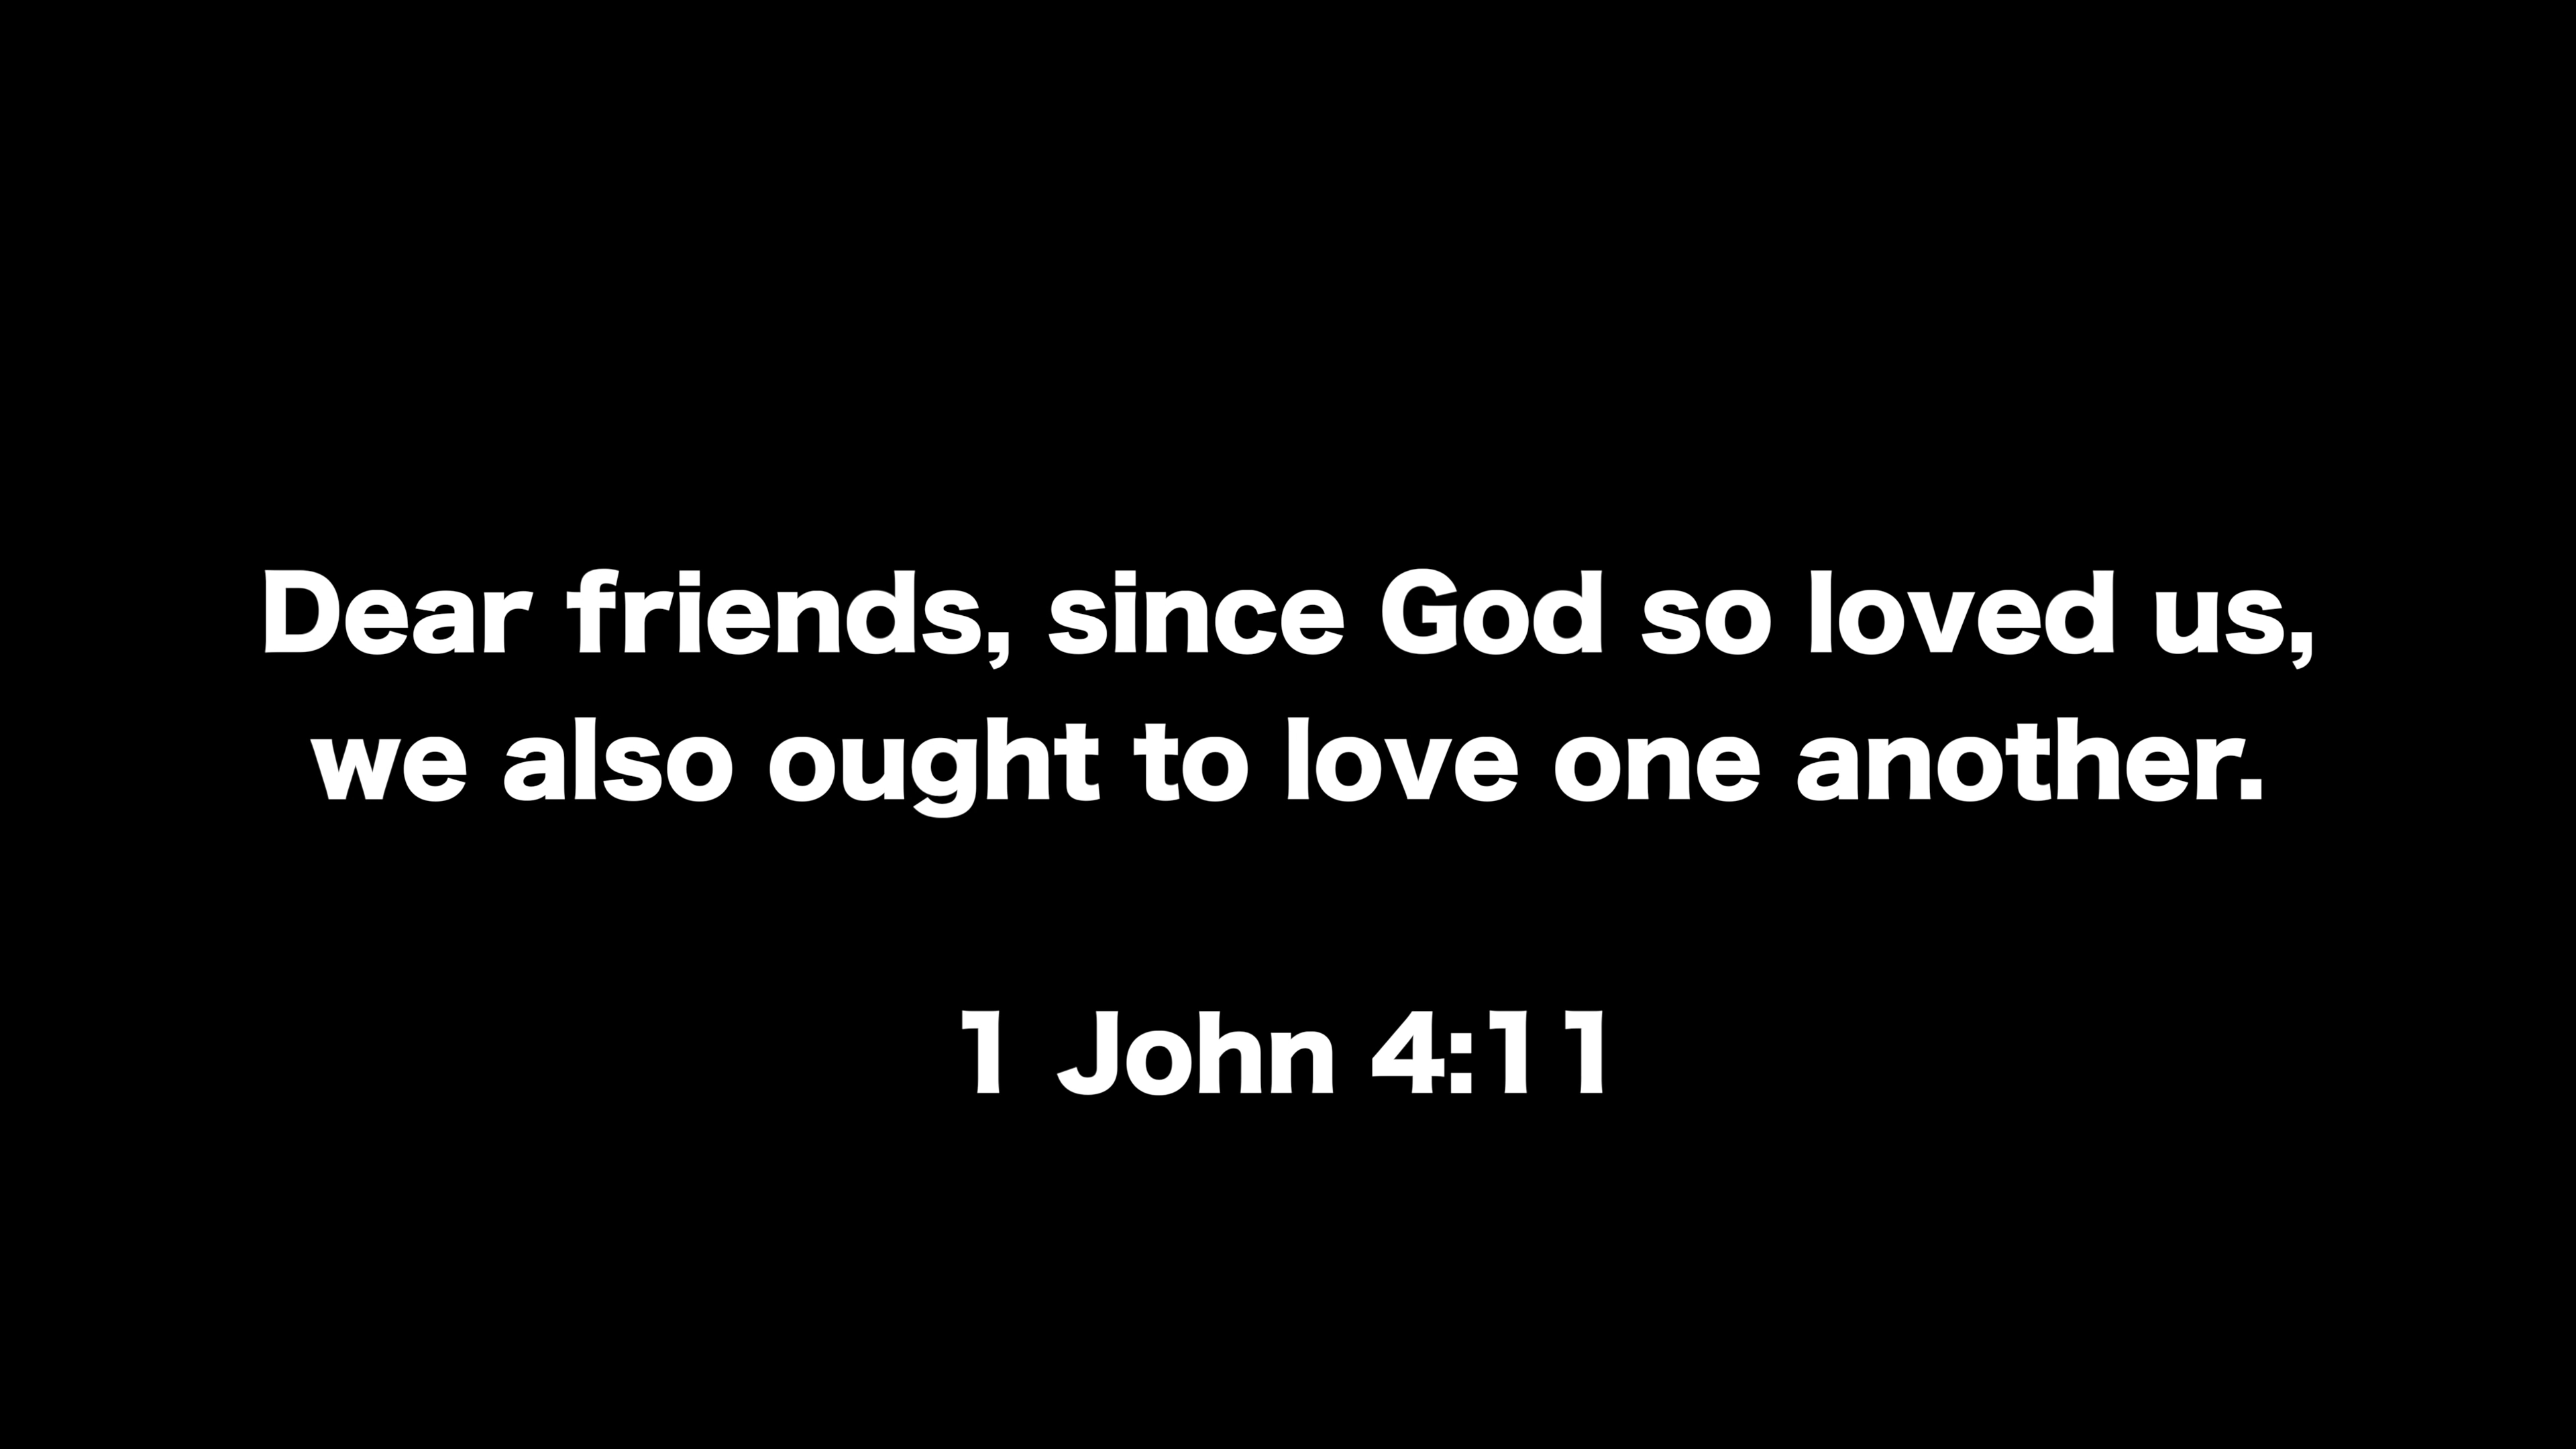 Dear friends, since God so loved us,
we also ought to love one another.
1 John 4:11